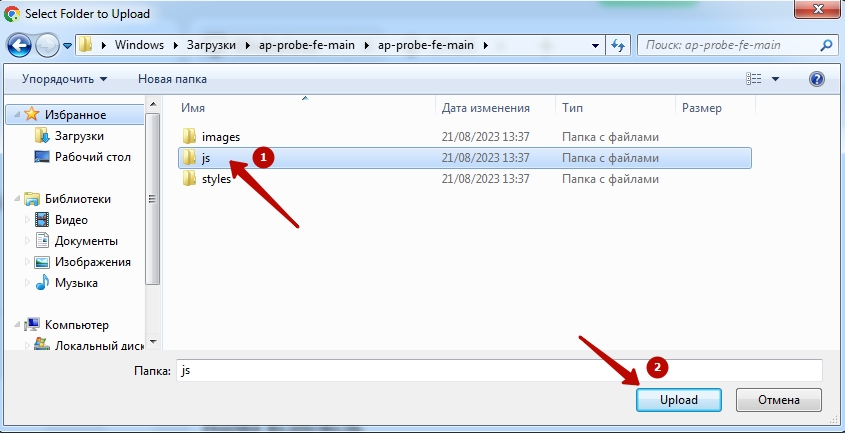 Select Folder to Upload
Windows Загрузки ap-probe-fe-main ap-probe-fe-main
Поиск: ap-probe-fe-main
Упорядочить Новая папка
Имя Дата изменения Тип Размер
Избранное
Загрузки
Рабочий стол
Библиотеки
Видео
Документы
Изображения
Музыка
Компьютер
Локальный диск
images 21/08/2023 13:37 Папка с файлами
js 1 21/08/2023 13:37 Папка с файлами
styles 21/08/2023 13:37 Папка с файлами
Папка: js
2
Upload Отмена